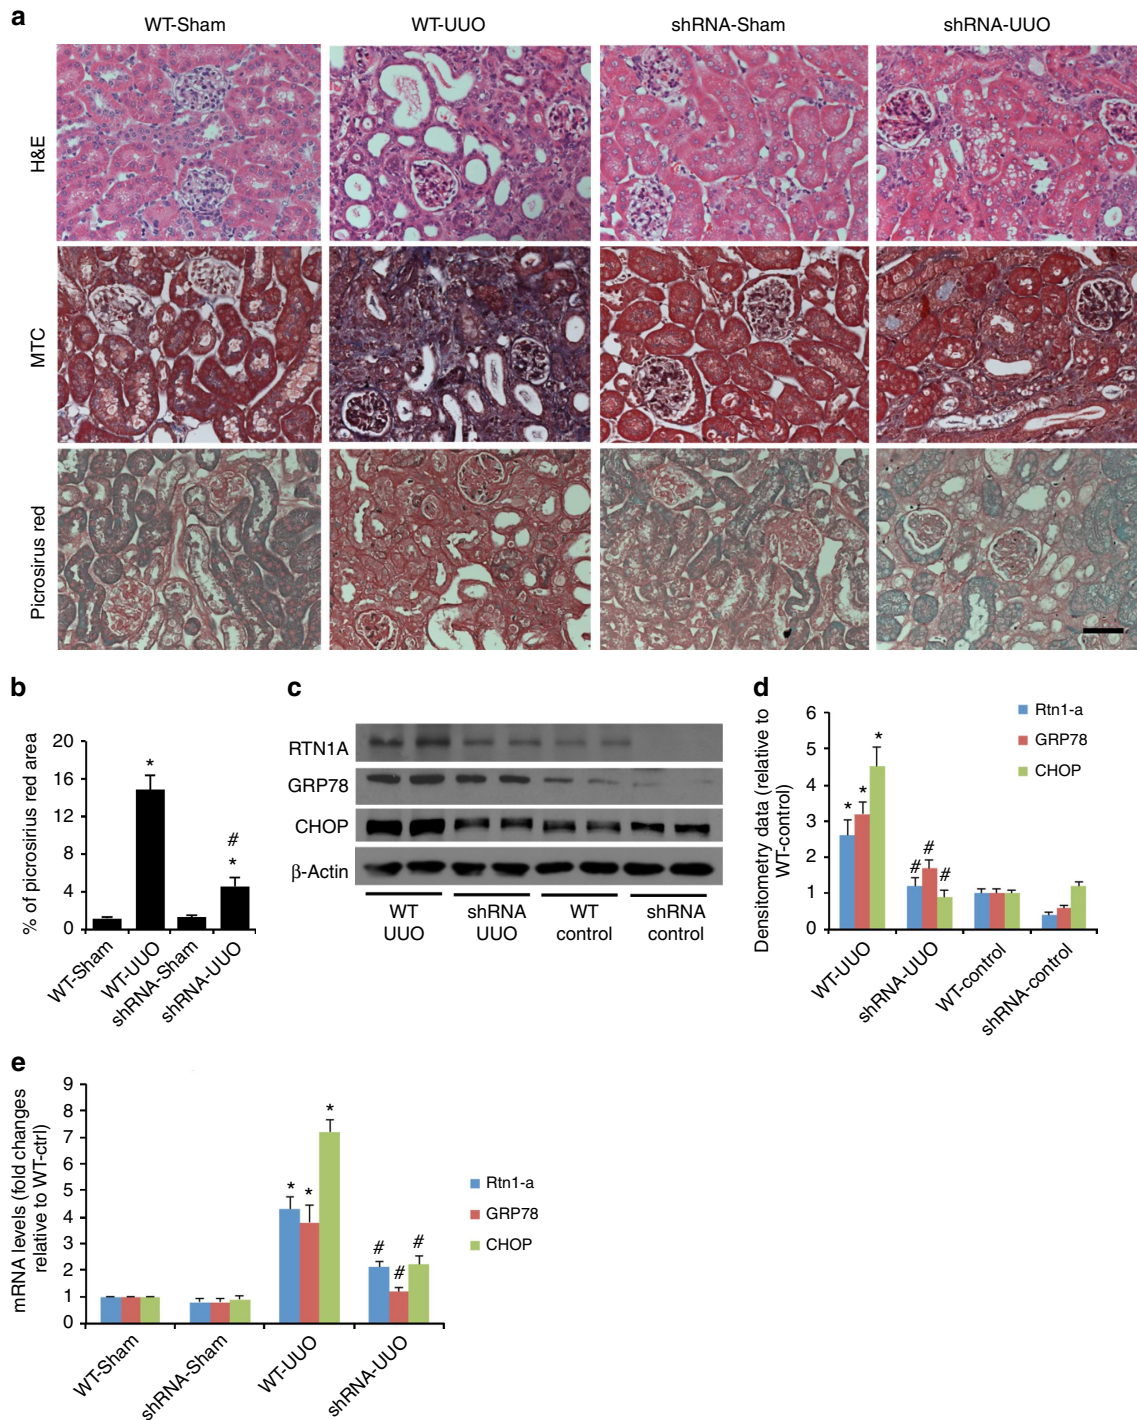 a
WT-Sham
WT-UUO
shRNA-Sham
shRNA-UUO
H&E
MTC
Picrosirius red
b
% of picrosirius red area
20
16
12
8
4
0
*
#
*
WT-Sham
WT-UUO
shRNA-Sham
shRNA-UUO
c
RTN1A
GRP78
CHOP
β-Actin
WT
UUO
shRNA
UUO
WT
control
shRNA
control
d
Densitometry data (relative to
WT-control)
6
5
4
3
2
1
0
* * *
# # #
Rtn1-a
GRP78
CHOP
WT-UUO
shRNA-UUO
WT-control
shRNA-control
e
mRNA levels (fold changes
relative to WT-ctrl)
9
8
7
6
5
4
3
2
1
0
* * *
# # #
Rtn1-a
GRP78
CHOP
WT-Sham
shRNA-Sham
WT-UUO
shRNA-UUO